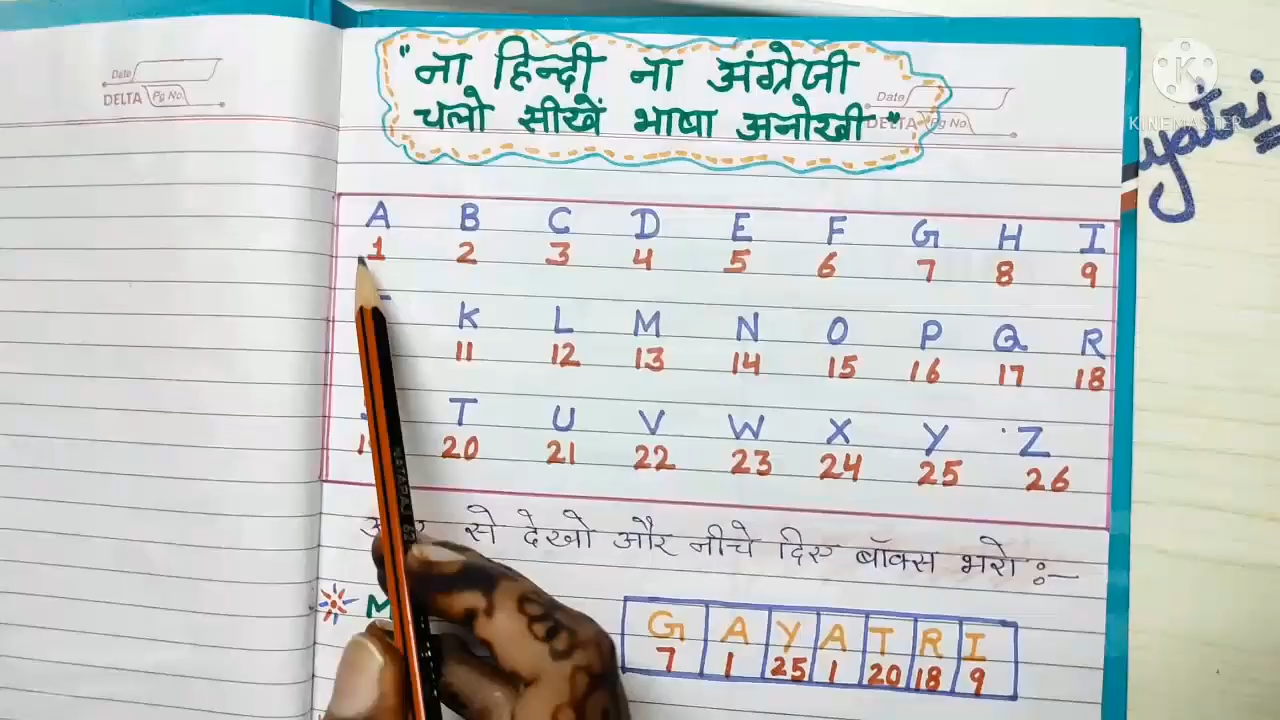 Date
DELTA Pg No.
"ना हिन्दी ना अंग्रेजी
चलो सीखें भाषा अनोखी"
Date
DELTA Pg No.
KINEMASTER
yatri
A B C D E F G H I
1 2 3 4 5 6 7 8 9
K L M N O P Q R
11 12 13 14 15 16 17 18
T U V W X Y Z
20 21 22 23 24 25 26
से देखो और नीचे दिए बॉक्स भरो :-
G A Y A T R I
7 1 25 1 20 18 9